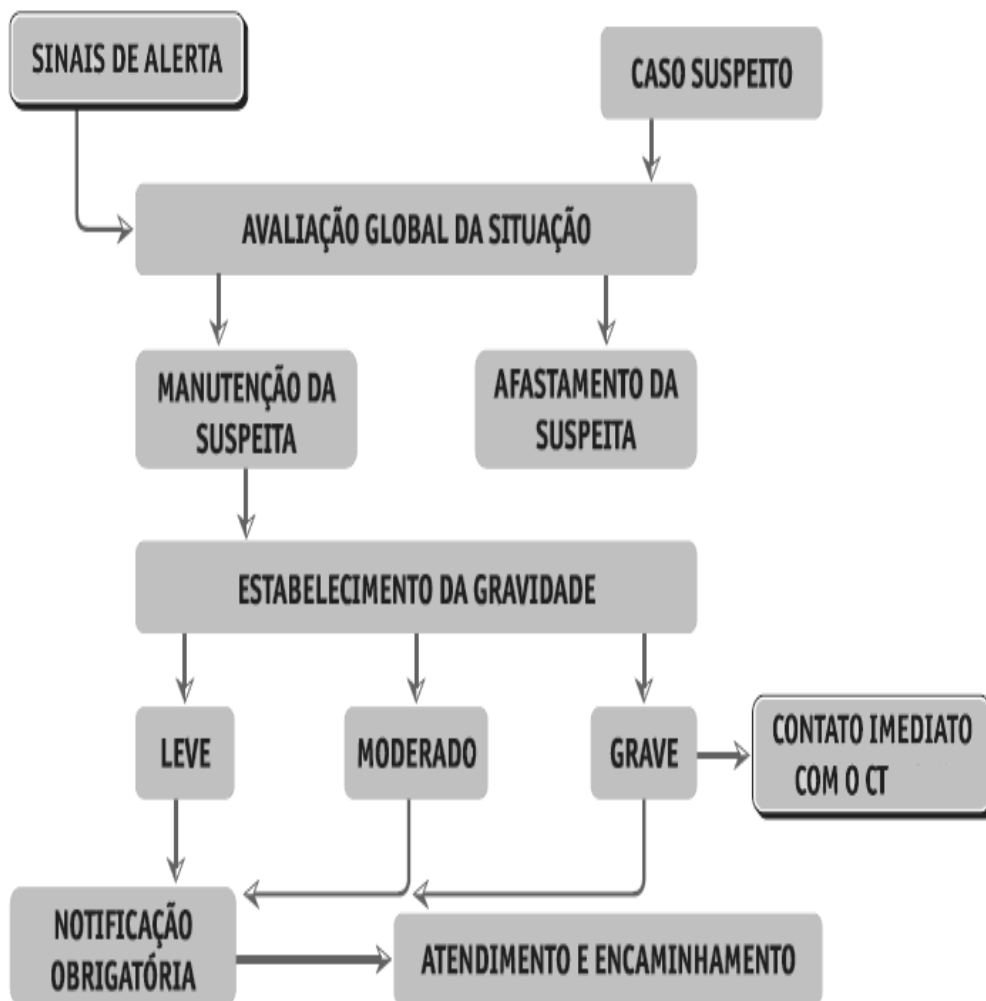 SINAIS DE ALERTA
CASO SUSPEITO
AVALIAÇÃO GLOBAL DA SITUAÇÃO
MANUTENÇÃO DA
SUSPEITA
AFASTAMENTO DA
SUSPEITA
ESTABELECIMENTO DA GRAVIDADE
LEVE
MODERADO
GRAVE
CONTATO IMEDIATO
COM O CT
NOTIFICAÇÃO
OBRIGATÓRIA
ATENDIMENTO E ENCAMINHAMENTO